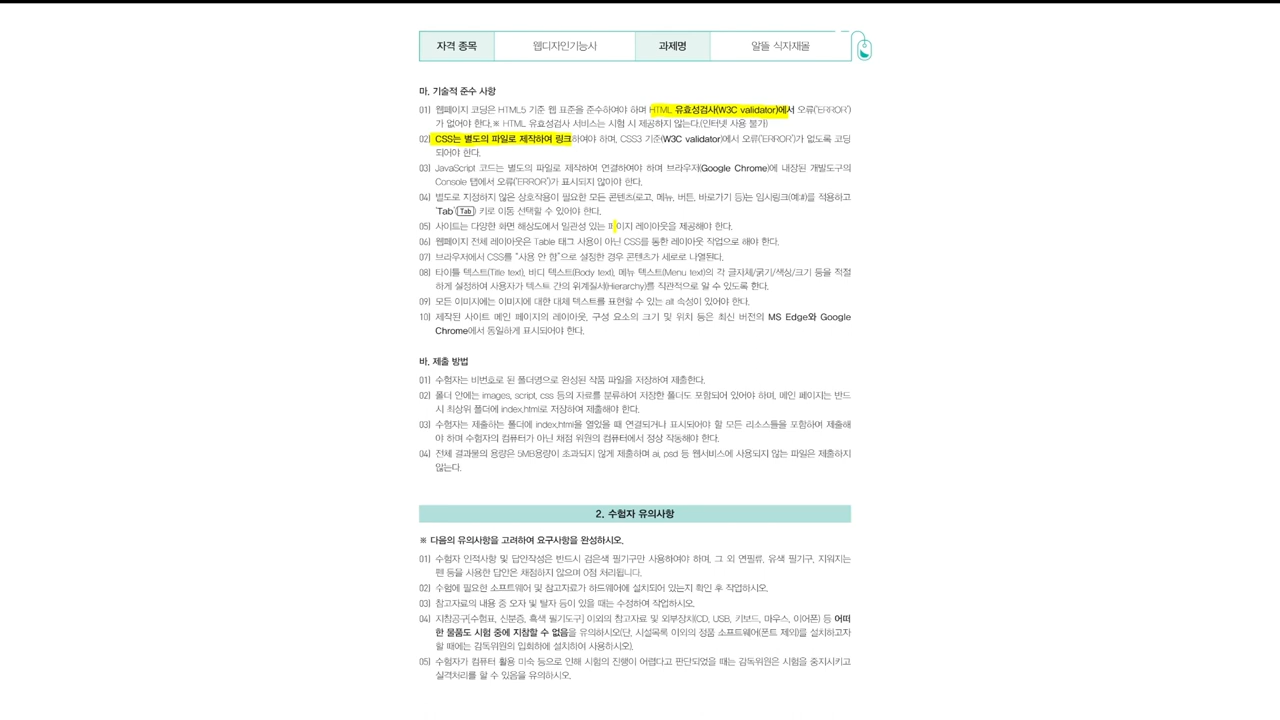 자격 종목 웹디자인기능사 과제명 알뜰 식자재몰
마. 기술적 준수 사항
01) 웹페이지 코딩은 HTML5 기준 웹 표준을 준수하여야 하며 HTML 유효성검사(W3C validator)에서 오류('ERROR')
가 없어야 한다.※ HTML 유효성검사 서비스는 시험 시 제공하지 않는다.(인터넷 사용 불가)
02) CSS는 별도의 파일로 제작하여 링크하여야 하며, CSS3 기준(W3C validator)에서 오류('ERROR')가 없도록 코딩
되어야 한다.
03) JavaScript 코드는 별도의 파일로 제작하여 연결하여야 하며 브라우저(Google Chrome)에 내장된 개발도구의
Console 탭에서 오류('ERROR')가 표시되지 않아야 한다.
04) 별도로 지정하지 않은 상호작용이 필요한 모든 콘텐츠(로고, 메뉴, 버튼, 바로가기 등)는 임시링크(예:#)를 적용하고
'Tab'(Tab) 키로 이동 선택할 수 있어야 한다.
05) 사이트는 다양한 화면 해상도에서 일관성 있는 페이지 레이아웃을 제공해야 한다.
06) 웹페이지 전체 레이아웃은 Table 태그 사용이 아닌 CSS를 통한 레이아웃 작업으로 해야 한다.
07) 브라우저에서 CSS를 "사용 안 함"으로 설정한 경우 콘텐츠가 세로로 나열된다.
08) 타이틀 텍스트(Title text), 바디 텍스트(Body text), 메뉴 텍스트(Menu text)의 각 글자체/굵기/색상/크기 등을 적절
하게 설정하여 사용자가 텍스트 간의 위계질서(Hierarchy)를 직관적으로 알 수 있도록 한다.
09) 모든 이미지에는 이미지에 대한 대체 텍스트를 표현할 수 있는 alt 속성이 있어야 한다.
10) 제작된 사이트 메인 페이지의 레이아웃, 구성 요소의 크기 및 위치 등은 최신 버전의 MS Edge와 Google
Chrome에서 동일하게 표시되어야 한다.
바. 제출 방법
01) 수험자는 비번호로 된 폴더명으로 완성된 작품 파일을 저장하여 제출한다.
02) 폴더 안에는 images, script, css 등의 자료를 분류하여 저장한 폴더도 포함되어 있어야 하며, 메인 페이지는 반드
시 최상위 폴더에 index.html로 저장하여 제출해야 한다.
03) 수험자는 제출하는 폴더에 index.html을 열었을 때 연결되거나 표시되어야 할 모든 리소스들을 포함하여 제출해
야 하며 수험자의 컴퓨터가 아닌 채점 위원의 컴퓨터에서 정상 작동해야 한다.
04) 전체 결과물의 용량은 5MB용량이 초과되지 않게 제출하며 ai, psd 등 웹서비스에 사용되지 않는 파일은 제출하지
않는다.
2. 수험자 유의사항
※ 다음의 유의사항을 고려하여 요구사항을 완성하시오.
01) 수험자 인적사항 및 답안작성은 반드시 검은색 필기구만 사용하여야 하며, 그 외 연필류, 유색 필기구, 지워지는
펜 등을 사용한 답안은 채점하지 않으며 0점 처리됩니다.
02) 수험에 필요한 소프트웨어 및 참고자료가 하드웨어에 설치되어 있는지 확인 후 작업하시오.
03) 참고자료의 내용 중 오자 및 탈자 등이 있을 때는 수정하여 작업하시오.
04) 지참공구[수험표, 신분증, 흑색 필기도구] 이외의 참고자료 및 외부장치(CD, USB, 키보드, 마우스, 이어폰) 등 어떠
한 물품도 시험 중에 지참할 수 없음을 유의하시오(단, 시설목록 이외의 정품 소프트웨어(폰트 제외)를 설치하고자
할 때에는 감독위원의 입회하에 설치하여 사용하시오).
05) 수험자가 컴퓨터 활용 미숙 등으로 인해 시험의 진행이 어렵다고 판단되었을 때는 감독위원은 시험을 중지시키고
실격처리를 할 수 있음을 유의하시오.